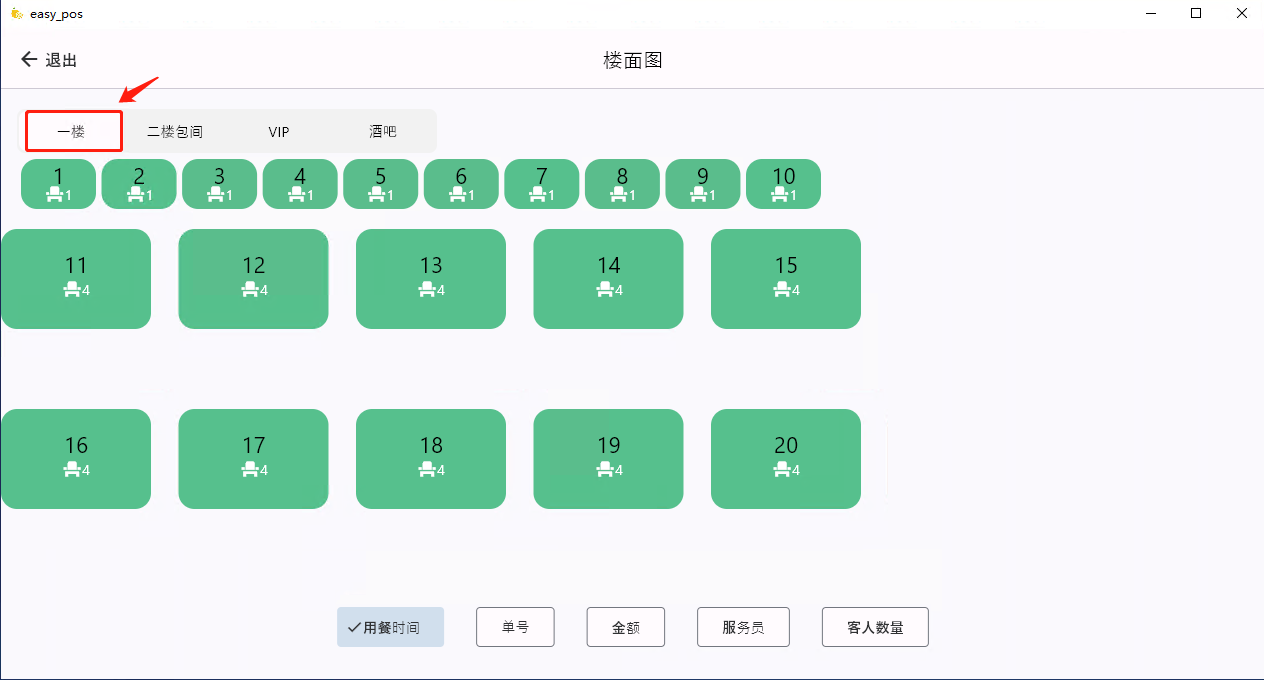 easy_pos
退出
楼面图
一楼 二楼包间 VIP 酒吧
1 2 3 4 5 6 7 8 9 10
1 1 1 1 1 1 1 1 1 1
11 12 13 14 15
4 4 4 4 4
16 17 18 19 20
4 4 4 4 4
用餐时间 单号 金额 服务员 客人数量